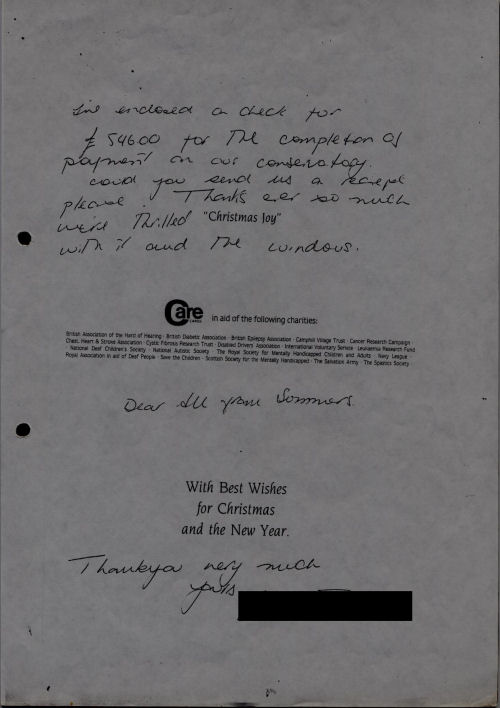 I've enclosed a check for
£ 546.00 for The completion of
payment on our conservatory.
could you send us a receipt
please. Thanks ever so much
we're Thrilled "Christmas Joy"
with it and The windows.
Care
CARDS
in aid of the following charities:
British Association of the Hard of Hearing · British Diabetic Association · British Epilepsy Association · Camphill Village Trust · Cancer Research Campaign ·
Chest, Heart & Stroke Association · Cystic Fibrosis Research Trust · Disabled Drivers Association · International Voluntary Service · Leukaemia Research Fund
· National Deaf Children's Society · National Autistic Society · The Royal Society for Mentally Handicapped Children and Adults · Navy League ·
Royal Association in aid of Deaf People · Save the Children · Scottish Society for the Mentally Handicapped · The Salvation Army · The Spastics Society ·
Dear All from Sommers.
With Best Wishes
for Christmas
and the New Year.
Thankyou very much
yours